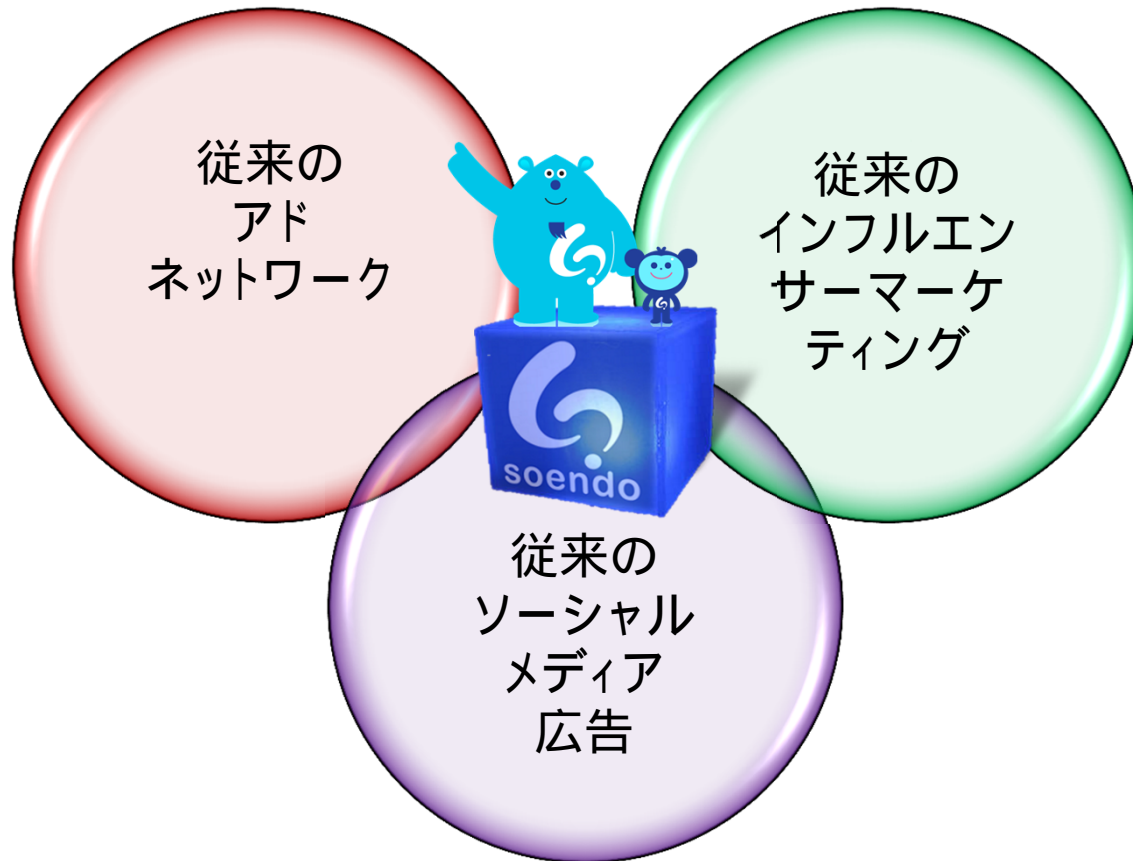 従来の
アド
ネットワーク
従来の
インフルエン
サーマーケ
ティング
soendo
従来の
ソーシャル
メディア
広告